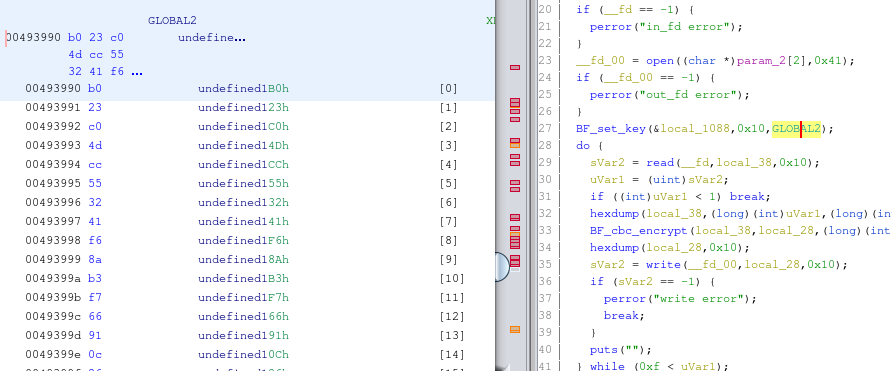 GLOBAL2
00493990 b0 23 c0 undefine...
4d cc 55
32 41 f6 ...
00493990 b0 undefined1B0h [0]
00493991 23 undefined123h [1]
00493992 c0 undefined1C0h [2]
00493993 4d undefined14Dh [3]
00493994 cc undefined1CCh [4]
00493995 55 undefined155h [5]
00493996 32 undefined132h [6]
00493997 41 undefined141h [7]
00493998 f6 undefined1F6h [8]
00493999 8a undefined18Ah [9]
0049399a b3 undefined1B3h [10]
0049399b f7 undefined1F7h [11]
0049399c 66 undefined166h [12]
0049399d 91 undefined191h [13]
0049399e 0c undefined10Ch [14]
20 if (__fd == -1) {
21 perror("in_fd error");
22 }
23 __fd_00 = open((char *)param_2[2],0x41);
24 if (__fd_00 == -1) {
25 perror("out_fd error");
26 }
27 BF_set_key(&local_1088,0x10,GLOBAL2);
28 do {
29 sVar2 = read(__fd,local_38,0x10);
30 uVar1 = (uint)sVar2;
31 if ((int)uVar1 < 1) break;
32 hexdump(local_38,(long)(int)uVar1,(long)(in
33 BF_cbc_encrypt(local_38,local_28,(long)(int
34 hexdump(local_28,0x10);
35 sVar2 = write(__fd_00,local_28,0x10);
36 if (sVar2 == -1) {
37 perror("write error");
38 break;
39 }
40 puts("");
41 } while (0xf < uVar1);